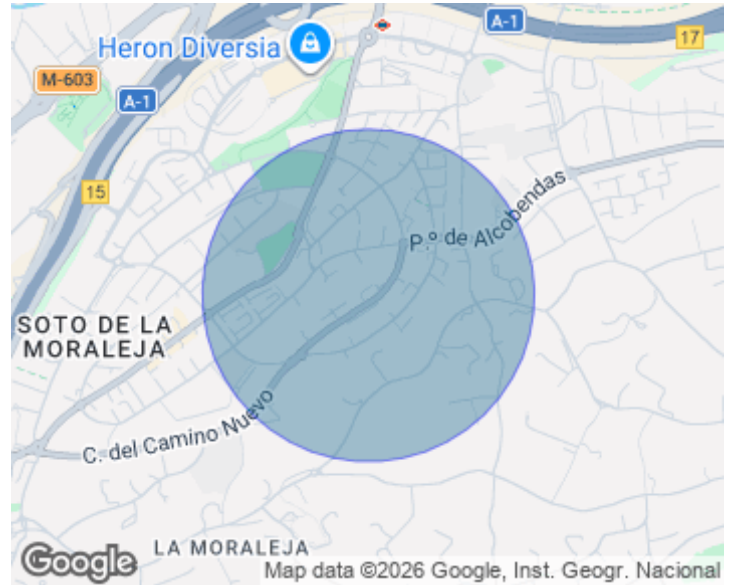 A-1
17
Heron Diversia
M-603
A-1
15
P.º de Alcobendas
SOTO DE LA
MORALEJA
C. del Camino Nuevo
LA MORALEJA
Google
Map data ©2026 Google, Inst. Geogr. Nacional